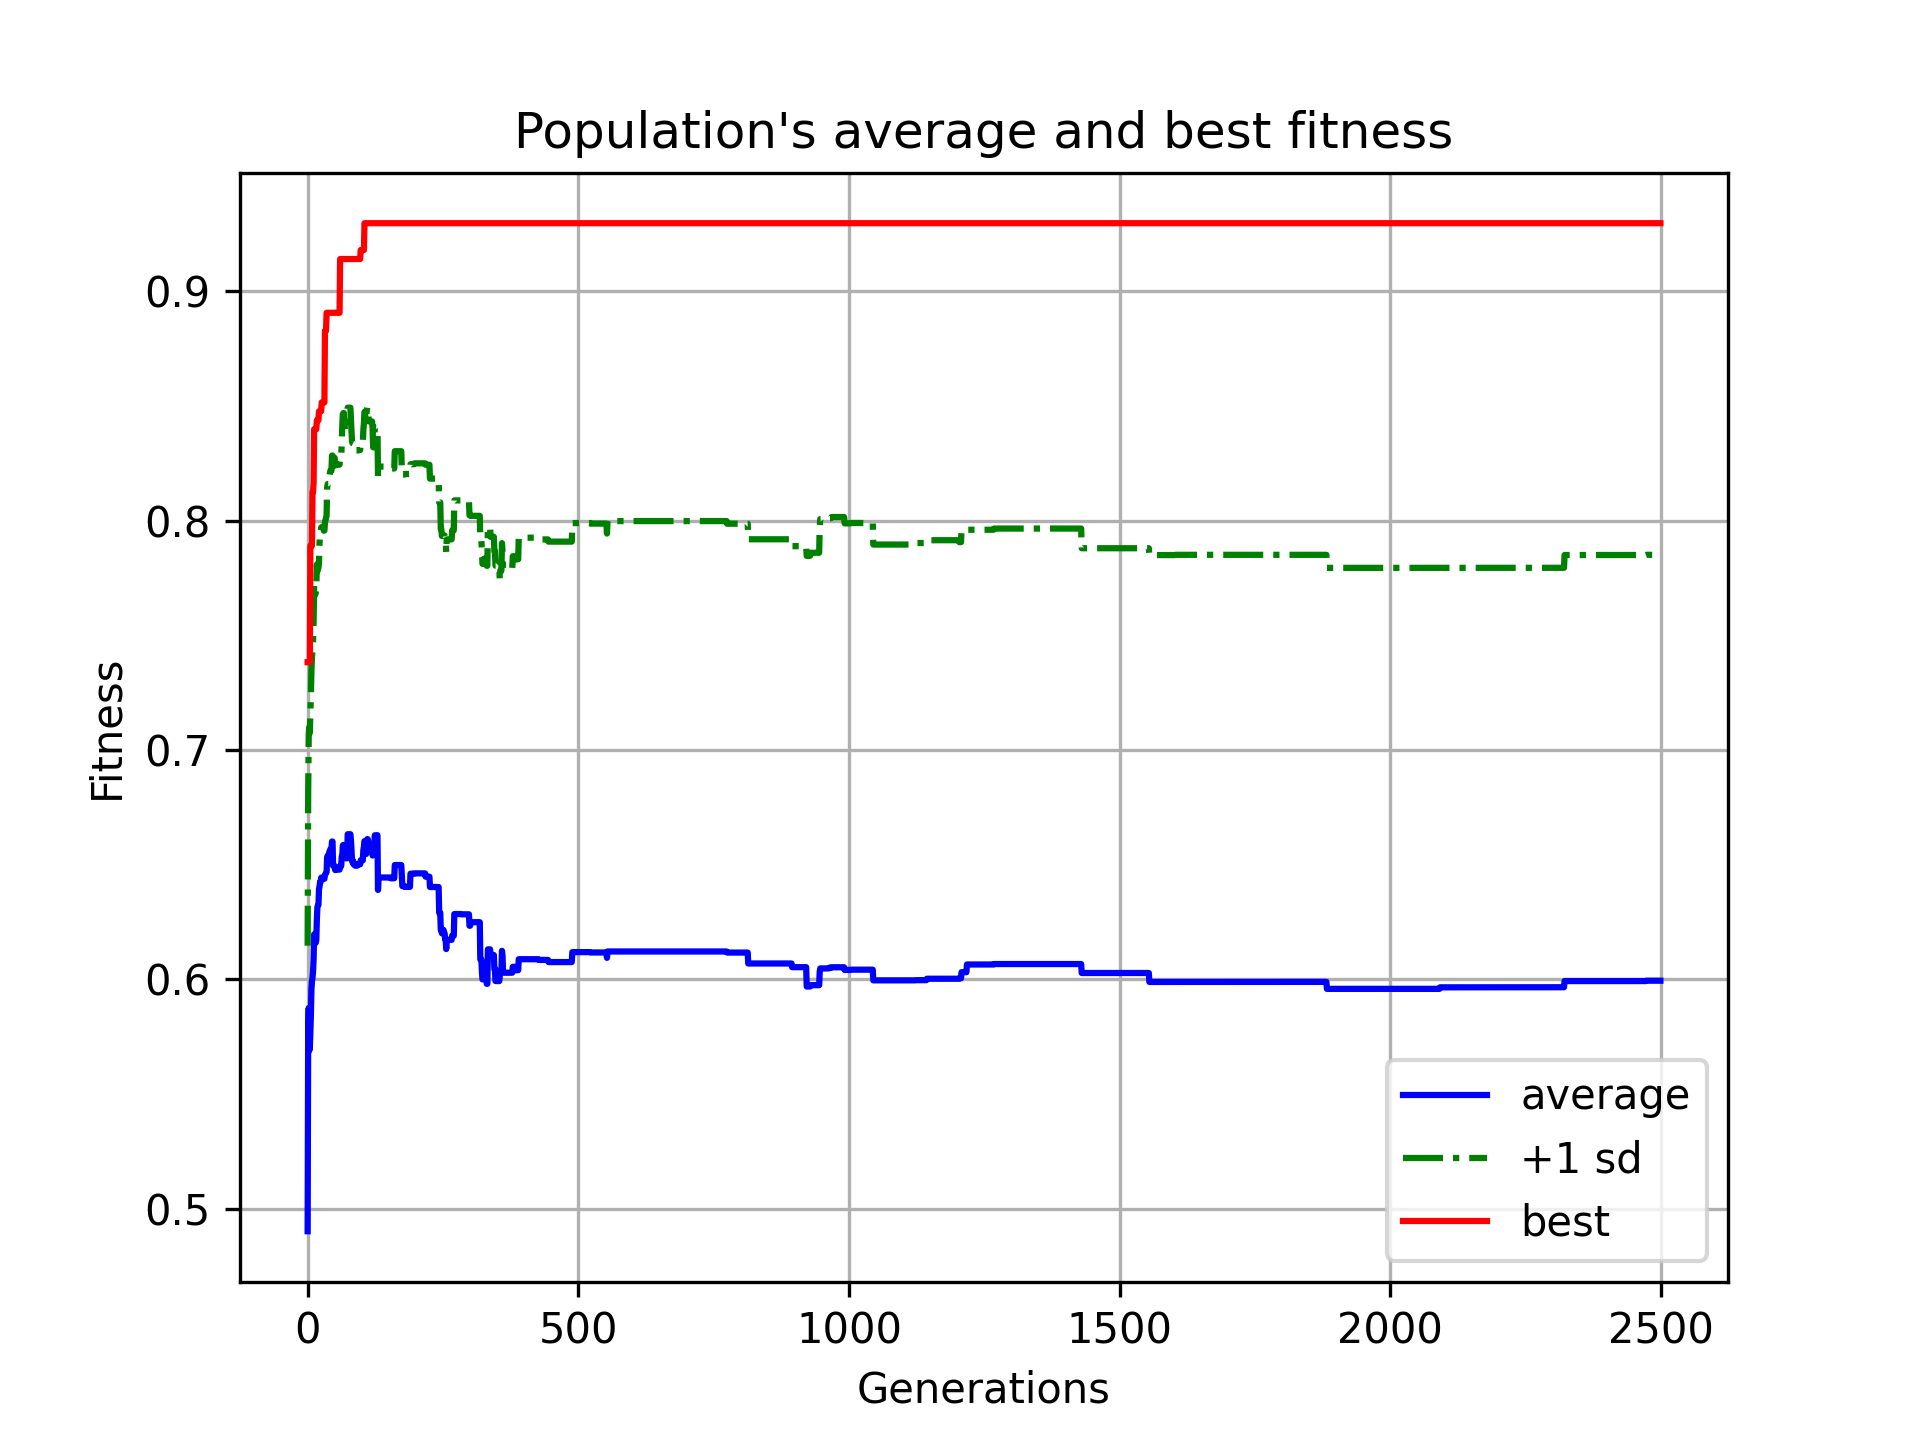 Population's average and best fitness
Fitness
0.9
0.8
0.7
0.6
0.5
0 500 1000 1500 2000 2500
Generations
average
+1 sd
best